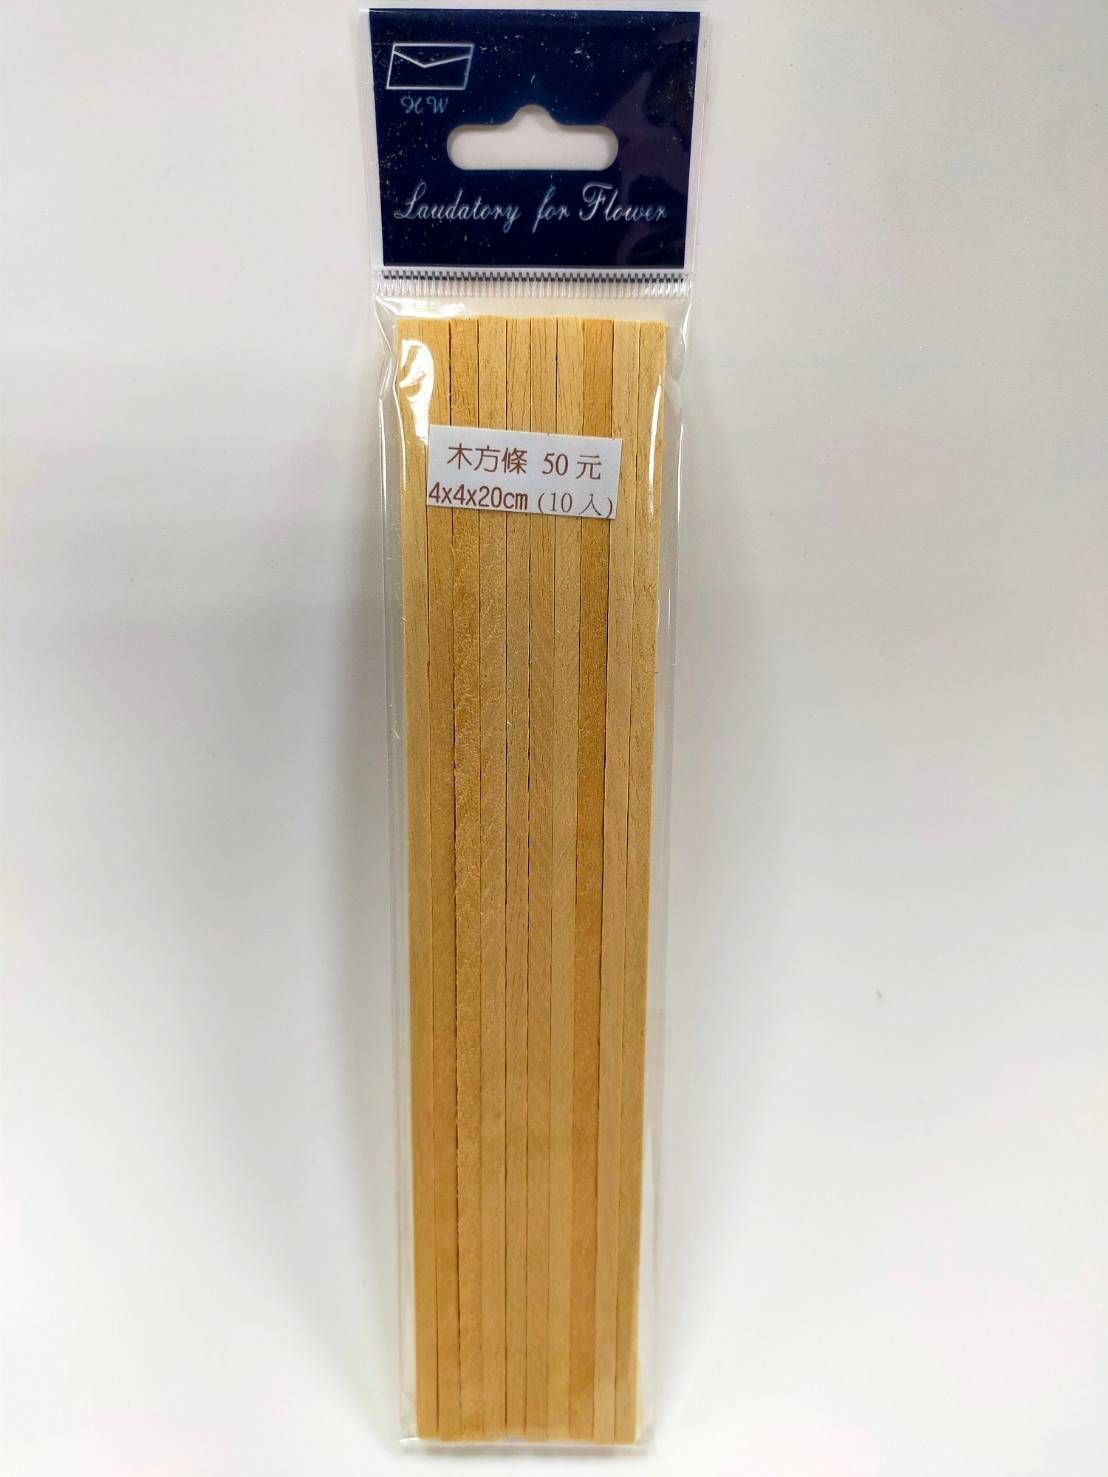 H W
Laudatory for Flower
木方條 50元
4x4x20cm (10入)